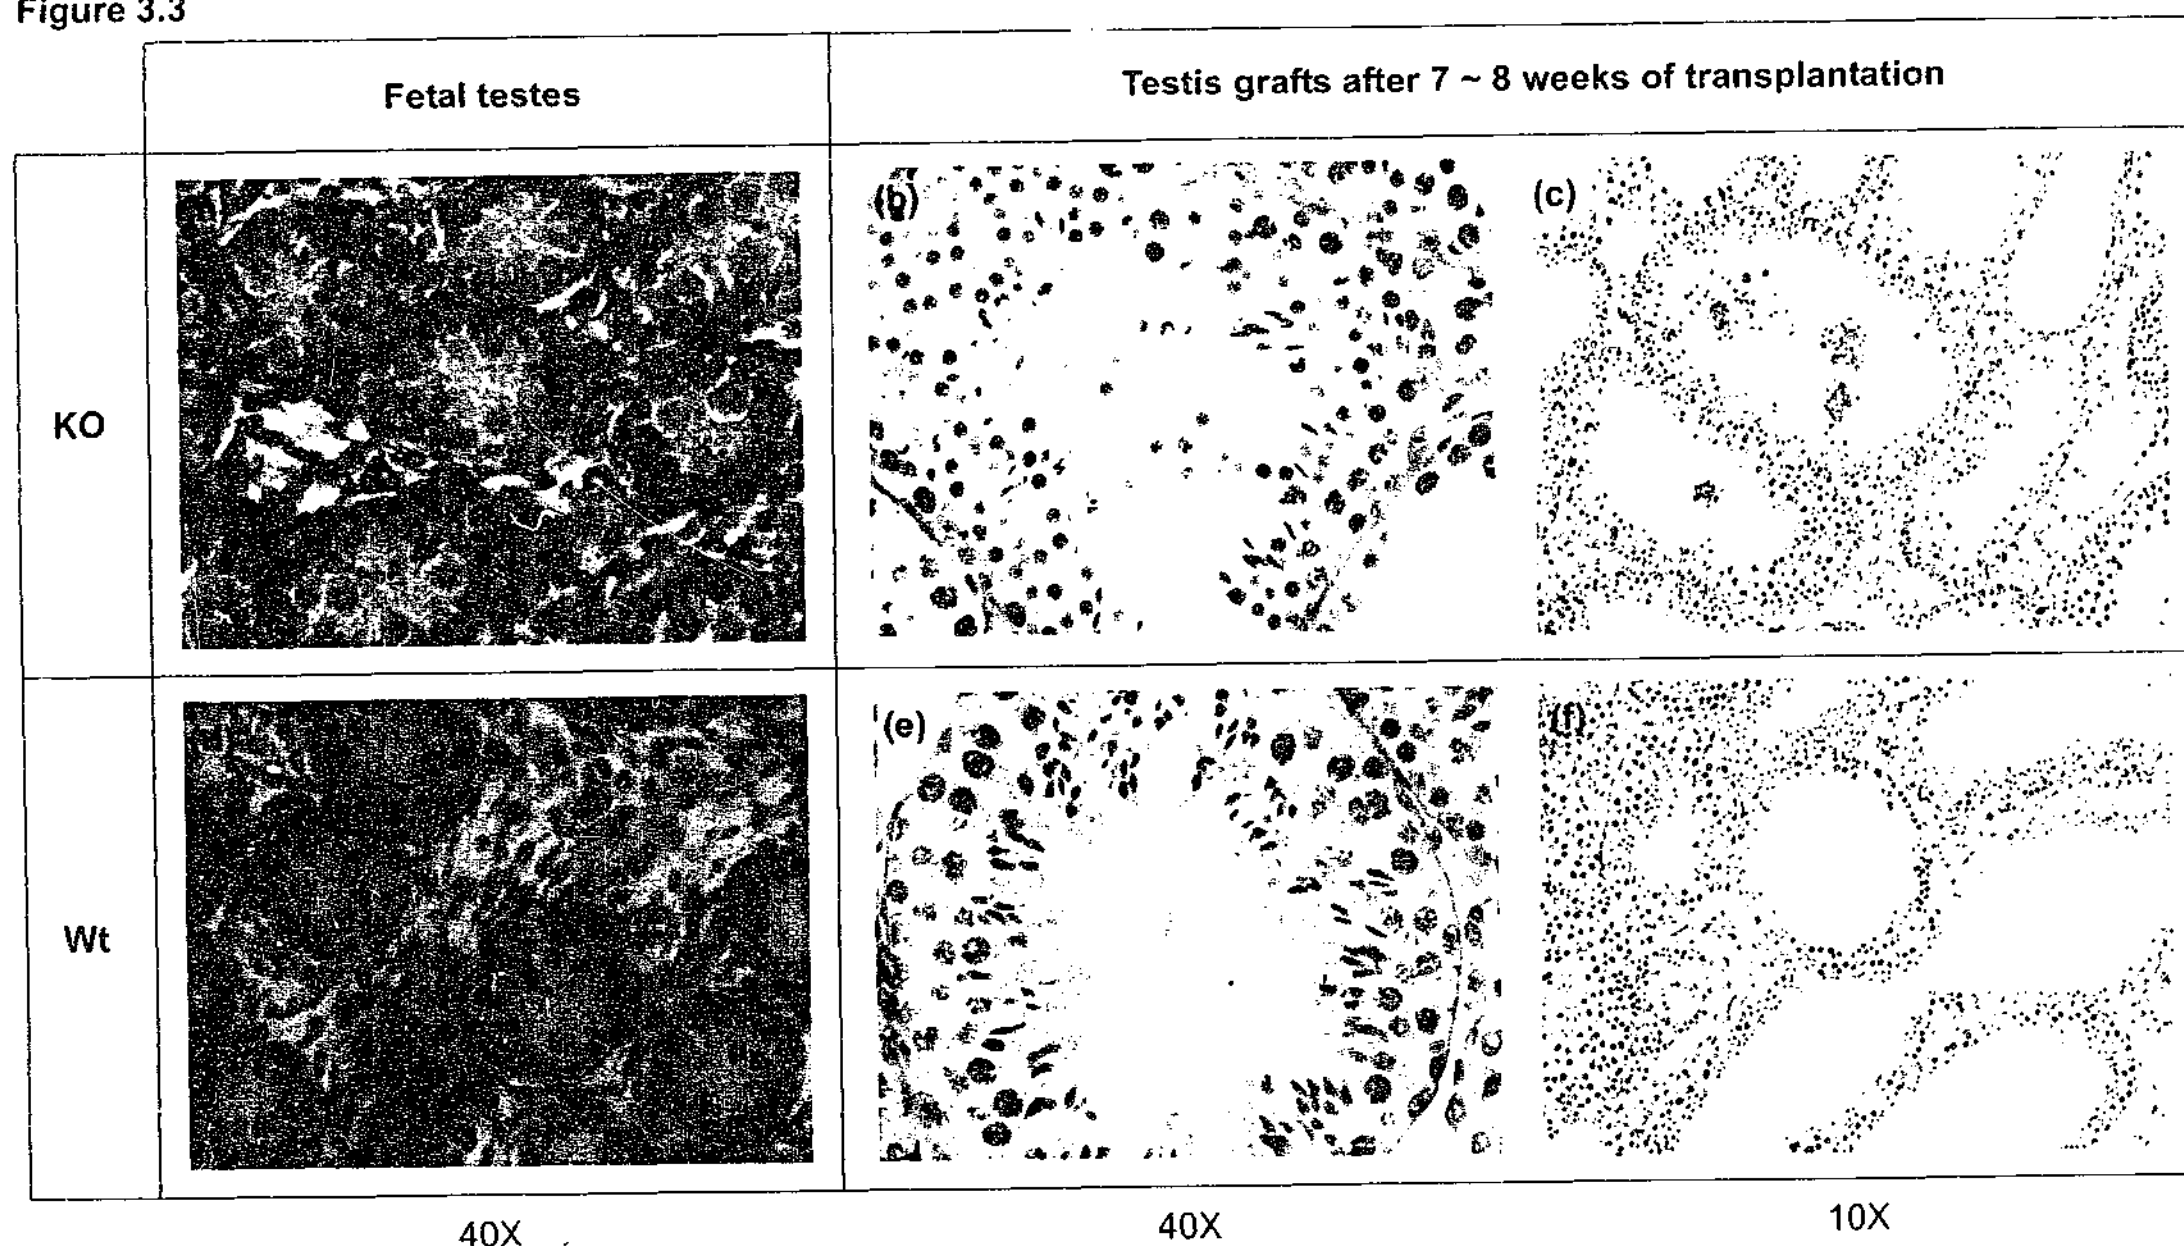 Figure 3.3
Fetal testes
Testis grafts after 7 ~ 8 weeks of transplantation
KO
(b)
(c)
Wt
(e)
(f)
40X
40X
10X